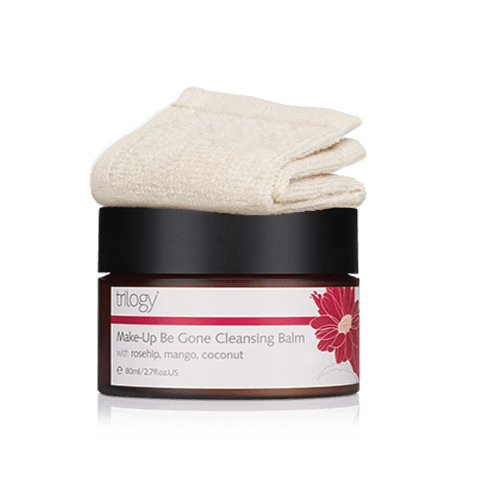 trilogy
Make-Up Be Gone Cleansing Balm
with rosehip, mango, coconut
℮ 80ml/2.7fl.oz.US